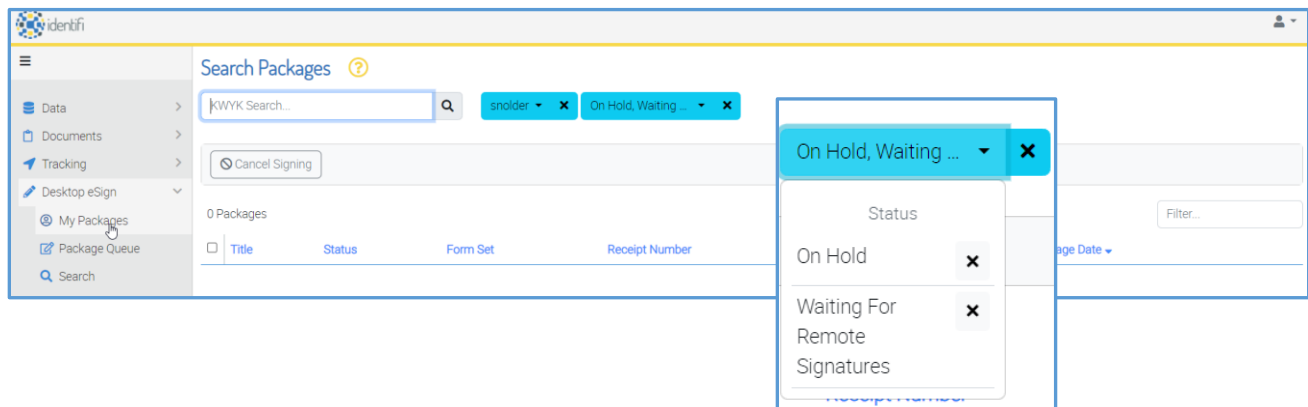 identifi
Search Packages ?
KWYK Search...
snolder
On Hold, Waiting ...
Data
Documents
Tracking
Desktop eSign
My Packages
Package Queue
Search
Cancel Signing
0 Packages
Filter...
Title Status Form Set Receipt Number age Date
On Hold, Waiting ...
Status
On Hold
Waiting For
Remote
Signatures
Receipt Number